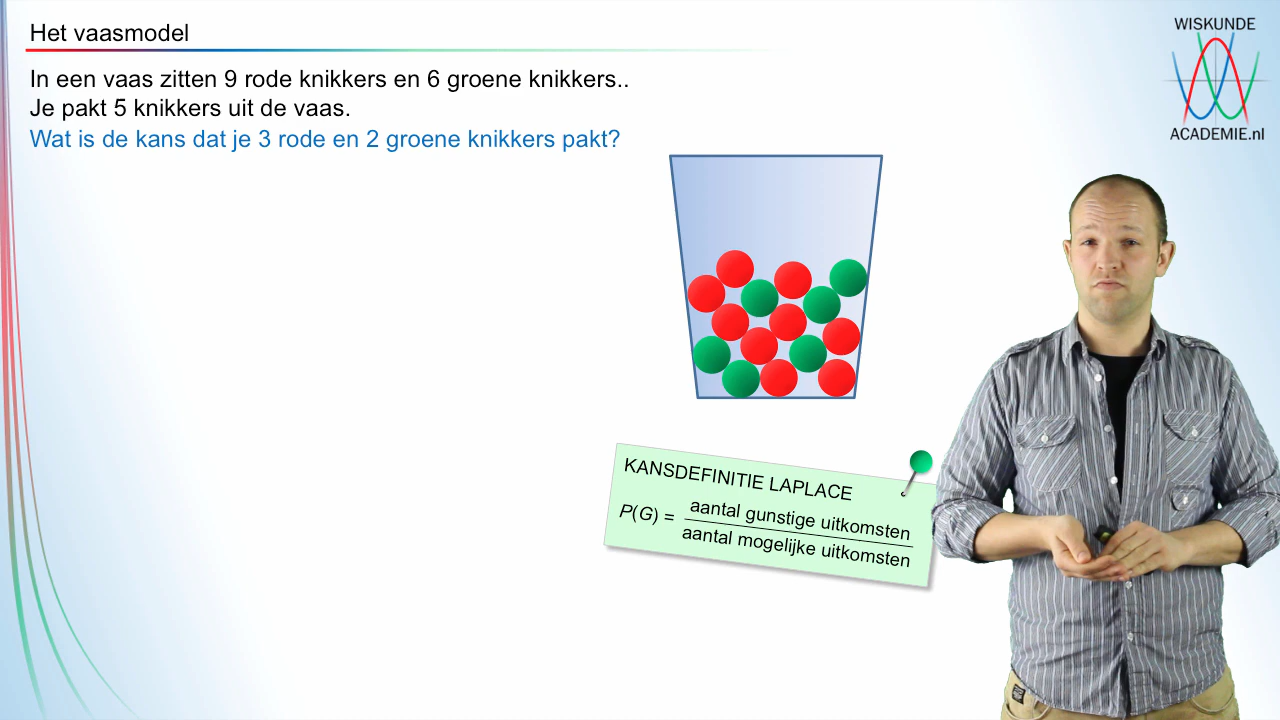 Het vaasmodel
WISKUNDE
ACADEMIE.nl
In een vaas zitten 9 rode knikkers en 6 groene knikkers..
Je pakt 5 knikkers uit de vaas.
Wat is de kans dat je 3 rode en 2 groene knikkers pakt?
KANSDEFINITIE LAPLACE
P(G) = aantal gunstige uitkomsten
aantal mogelijke uitkomsten